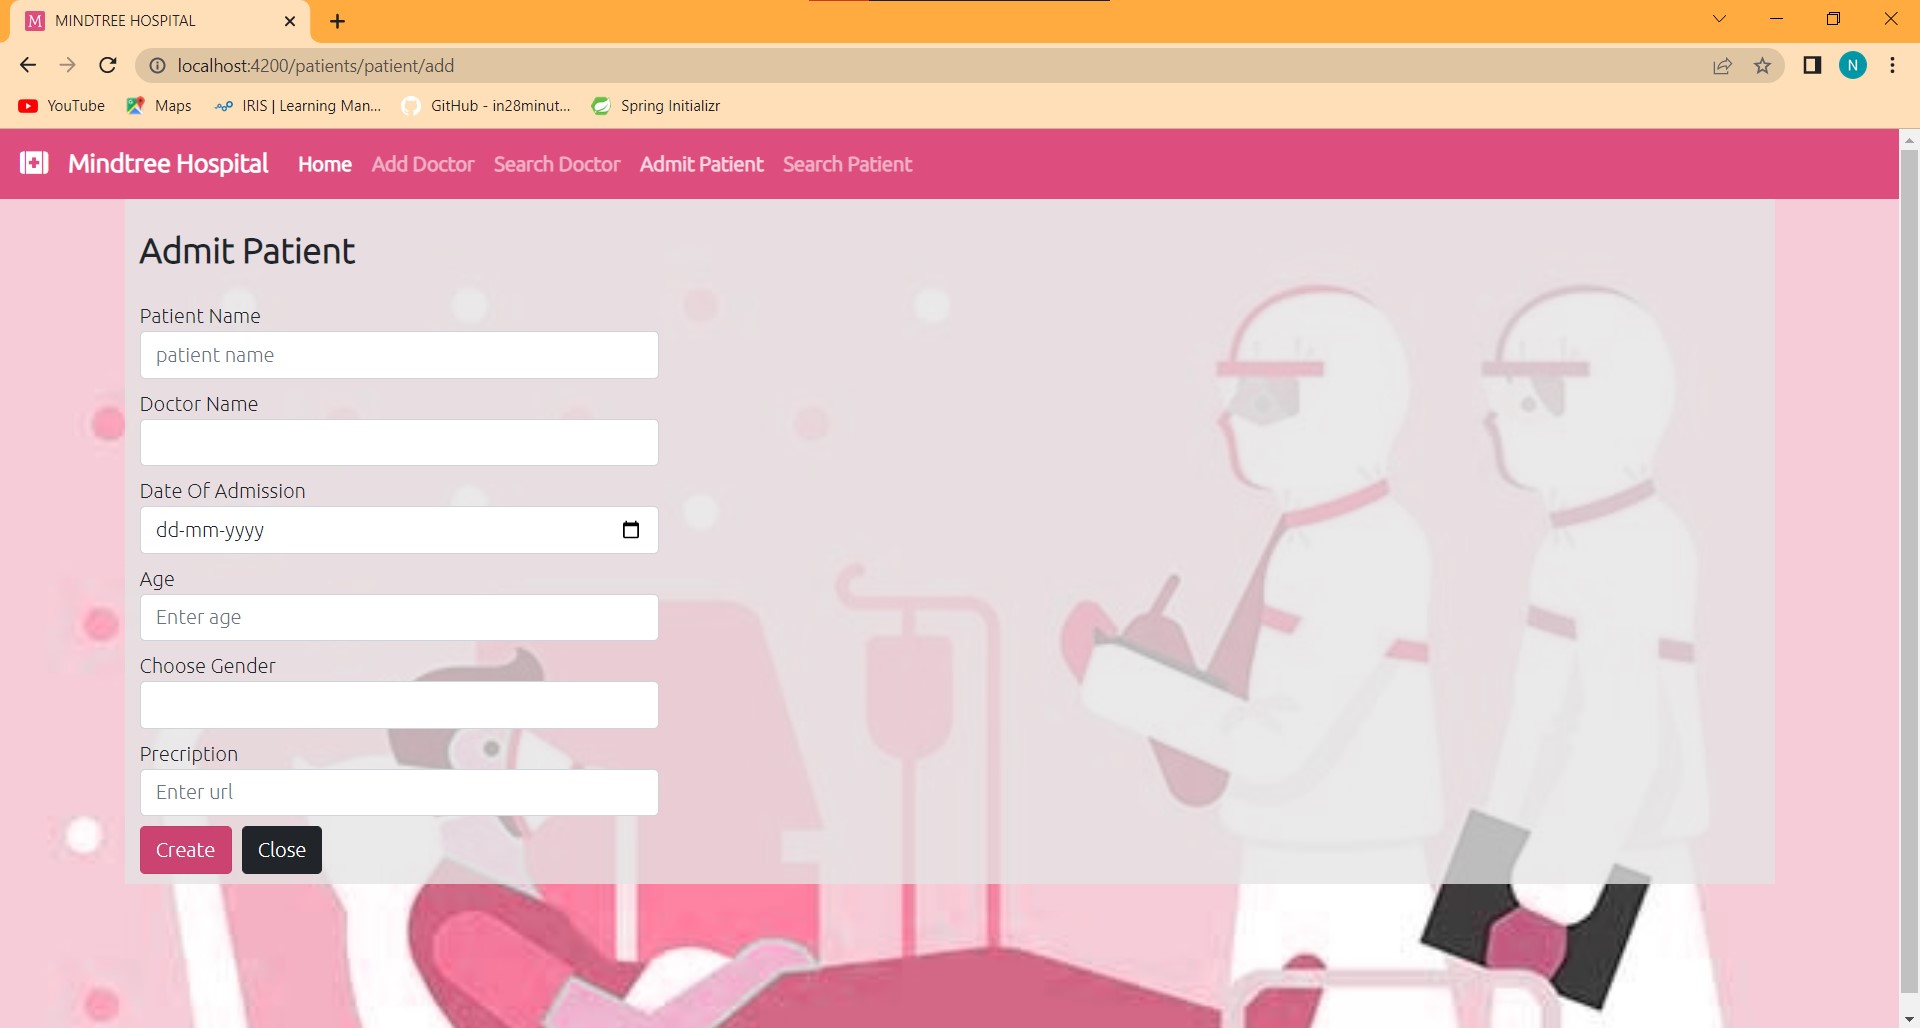 M MINDTREE HOSPITAL
localhost:4200/patients/patient/add
N
YouTube Maps IRIS | Learning Man... GitHub - in28minut... Spring Initializr
Mindtree Hospital Home Add Doctor Search Doctor Admit Patient Search Patient
Admit Patient
Patient Name
patient name
Doctor Name
Date Of Admission
dd-mm-yyyy
Age
Enter age
Choose Gender
Precription
Enter url
Create Close